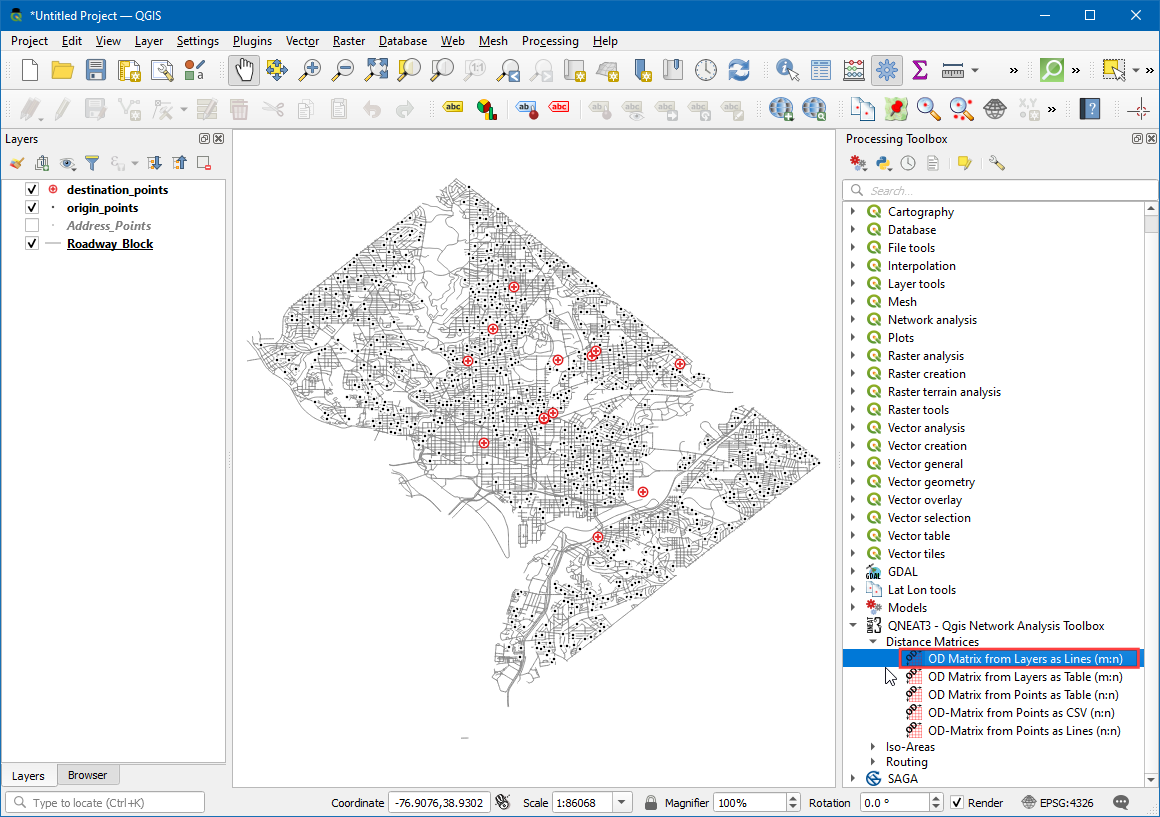 *Untitled Project — QGIS
Project Edit View Layer Settings Plugins Vector Raster Database Web Mesh Processing Help
abc ab abc
Layers
destination_points
origin_points
Address_Points
Roadway_Block
Processing Toolbox
Search...
Cartography
Database
File tools
Interpolation
Layer tools
Mesh
Network analysis
Plots
Raster analysis
Raster creation
Raster terrain analysis
Raster tools
Vector analysis
Vector creation
Vector general
Vector geometry
Vector overlay
Vector selection
Vector table
Vector tiles
GDAL
Lat Lon tools
Models
QNEAT3 - Qgis Network Analysis Toolbox
Distance Matrices
OD Matrix from Layers as Lines (m:n)
OD Matrix from Layers as Table (m:n)
OD Matrix from Points as Table (n:n)
OD-Matrix from Points as CSV (n:n)
OD-Matrix from Points as Lines (n:n)
Iso-Areas
Routing
SAGA
Layers Browser
Type to locate (Ctrl+K) Coordinate -76.9076,38.9302 Scale 1:86068 Magnifier 100% Rotation 0.0 ° Render EPSG:4326